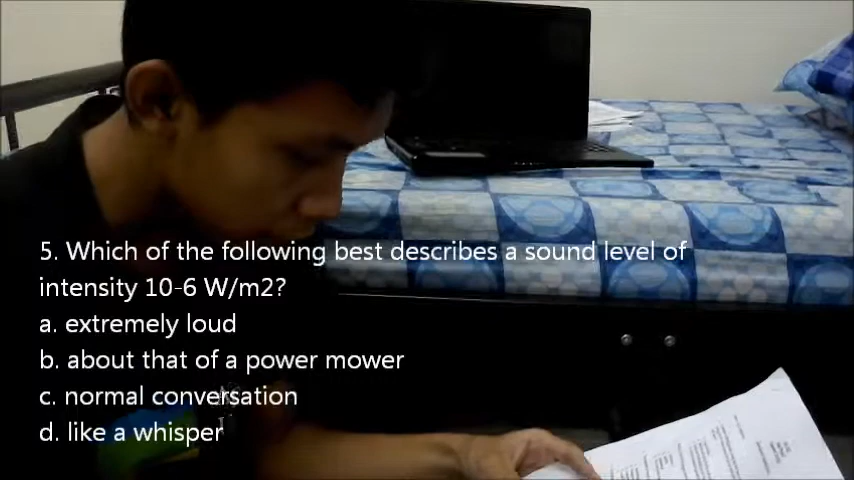 5. Which of the following best describes a sound level of
intensity 10-6 W/m2?
a. extremely loud
b. about that of a power mower
c. normal conversation
d. like a whisper